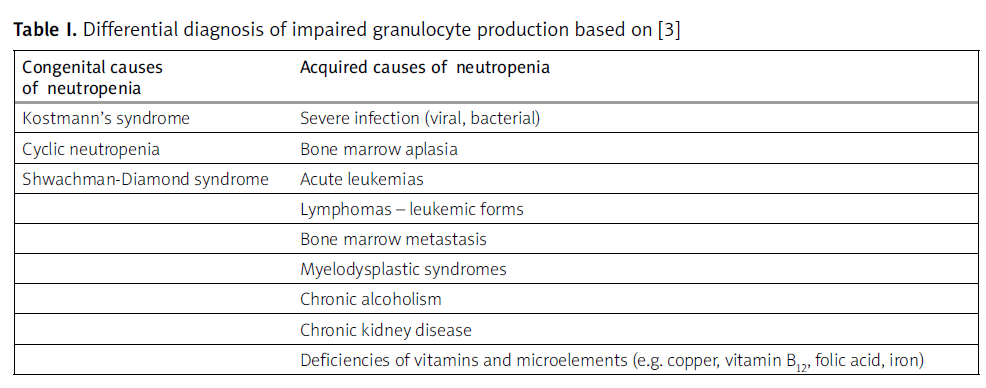 Table I. Differential diagnosis of impaired granulocyte production based on [3]
Congenital causes of neutropenia Acquired causes of neutropenia
Kostmann’s syndrome Severe infection (viral, bacterial)
Cyclic neutropenia Bone marrow aplasia
Shwachman-Diamond syndrome Acute leukemias
Lymphomas – leukemic forms
Bone marrow metastasis
Myelodysplastic syndromes
Chronic alcoholism
Chronic kidney disease
Deficiencies of vitamins and microelements (e.g. copper, vitamin B12, folic acid, iron)